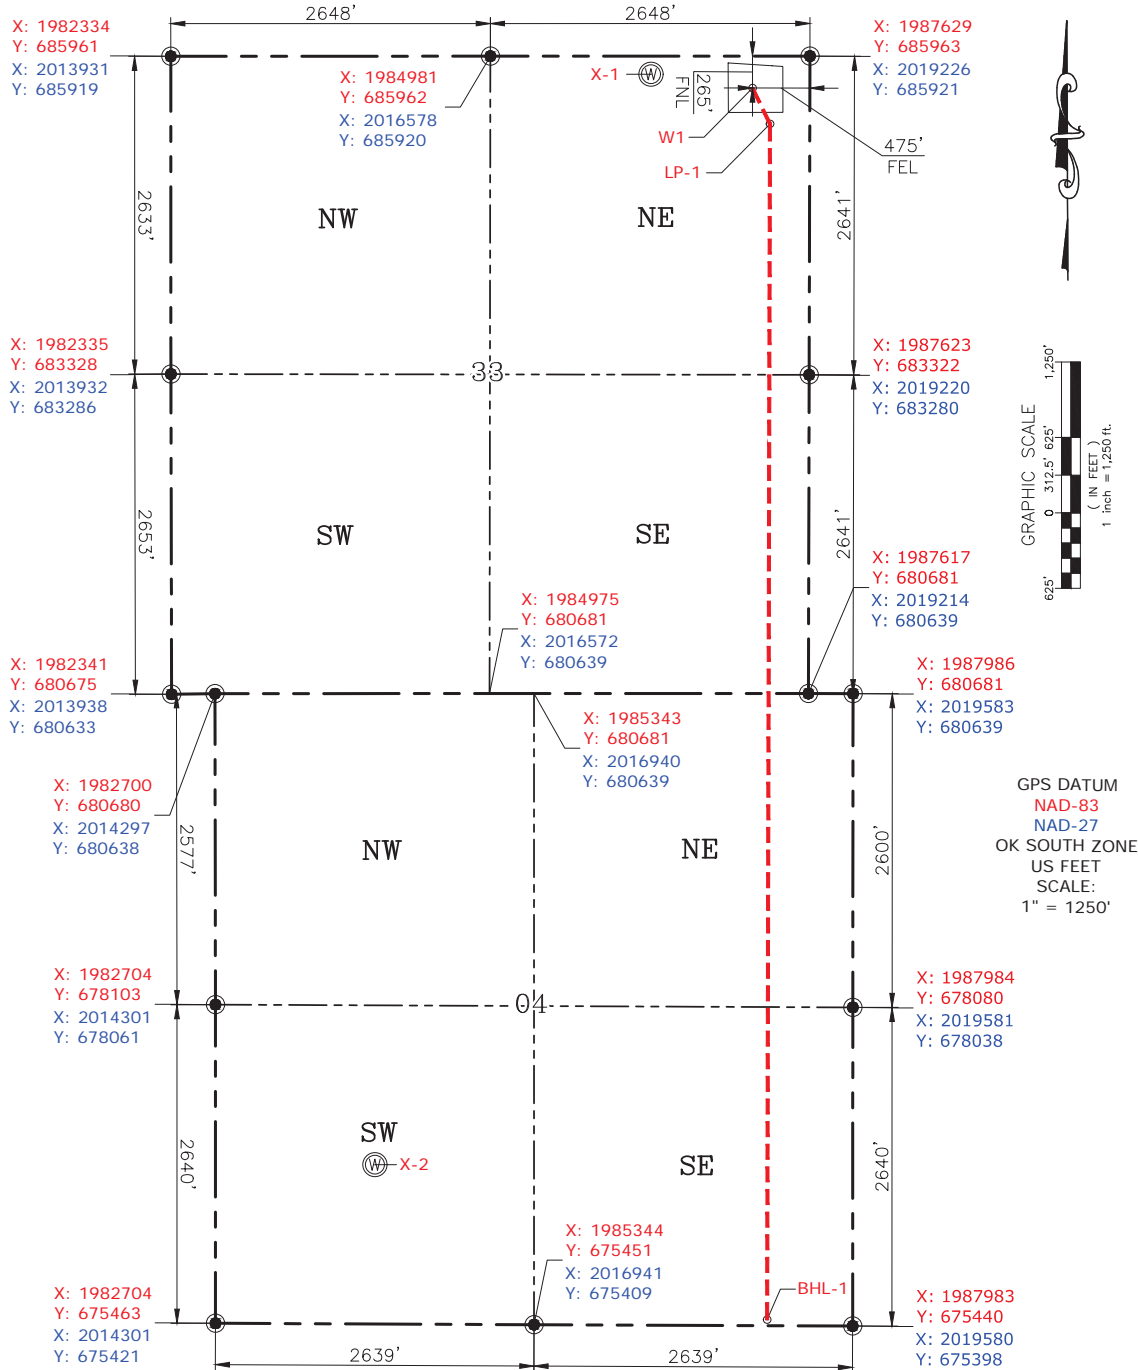 2648'
2648'
X: 1982334
Y: 685961
X: 2013931
Y: 685919
X: 1984981
Y: 685962
X: 2016578
Y: 685920
X-1
W
X: 1987629
Y: 685963
X: 2019226
Y: 685921
265'
FNL
W1
LP-1
475'
FEL
2633'
NW
NE
2641'
X: 1982335
Y: 683328
X: 2013932
Y: 683286
33
X: 1987623
Y: 683322
X: 2019220
Y: 683280
GRAPHIC SCALE
1,250'
625'
312.5'
0
625'
( IN FEET )
1 inch = 1,250 ft.
2653'
SW
SE
2641'
X: 1987617
Y: 680681
X: 2019214
Y: 680639
X: 1984975
Y: 680681
X: 2016572
Y: 680639
X: 1982341
Y: 680675
X: 2013938
Y: 680633
X: 1987986
Y: 680681
X: 2019583
Y: 680639
X: 1985343
Y: 680681
X: 2016940
Y: 680639
X: 1982700
Y: 680680
X: 2014297
Y: 680638
GPS DATUM
NAD-83
NAD-27
OK SOUTH ZONE
US FEET
SCALE:
1" = 1250'
2577'
NW
NE
2600'
X: 1982704
Y: 678103
X: 2014301
Y: 678061
04
X: 1987984
Y: 678080
X: 2019581
Y: 678038
2640'
SW
W
X-2
SE
2640'
X: 1985344
Y: 675451
X: 2016941
Y: 675409
BHL-1
X: 1982704
Y: 675463
X: 2014301
Y: 675421
X: 1987983
Y: 675440
X: 2019580
Y: 675398
2639'
2639'